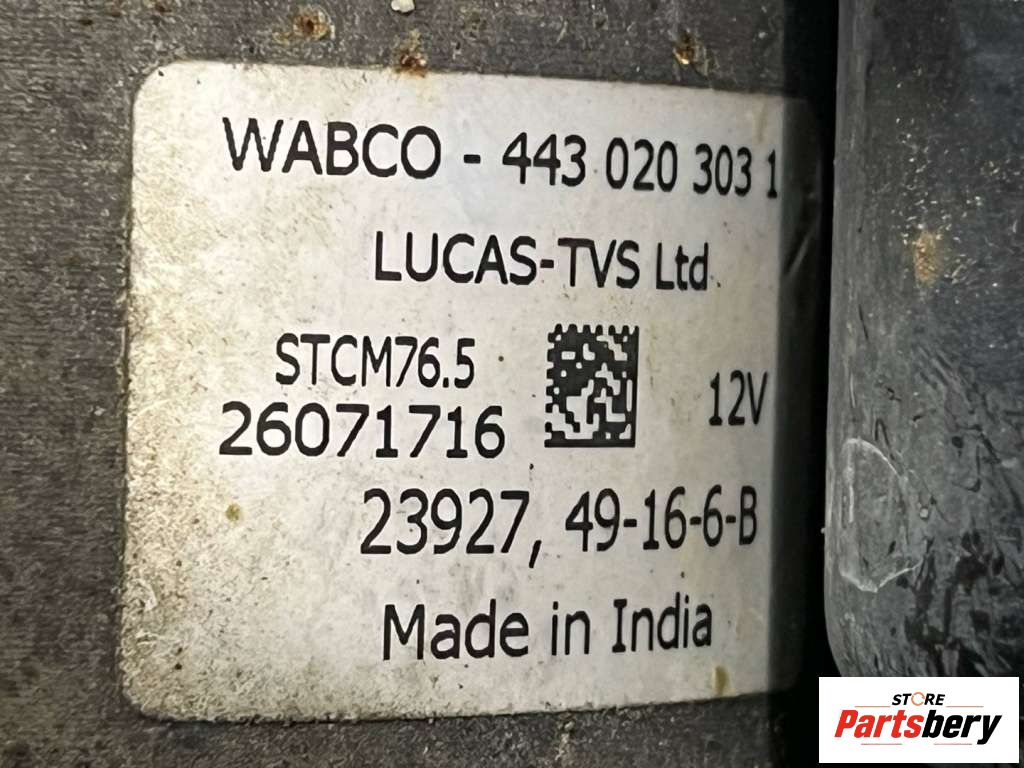 WABCO - 443 020 303 1
LUCAS-TVS Ltd.
STCM76.5
12V
26071716
23927, 49-16-6-B
Made in India
STORE
Partsbery